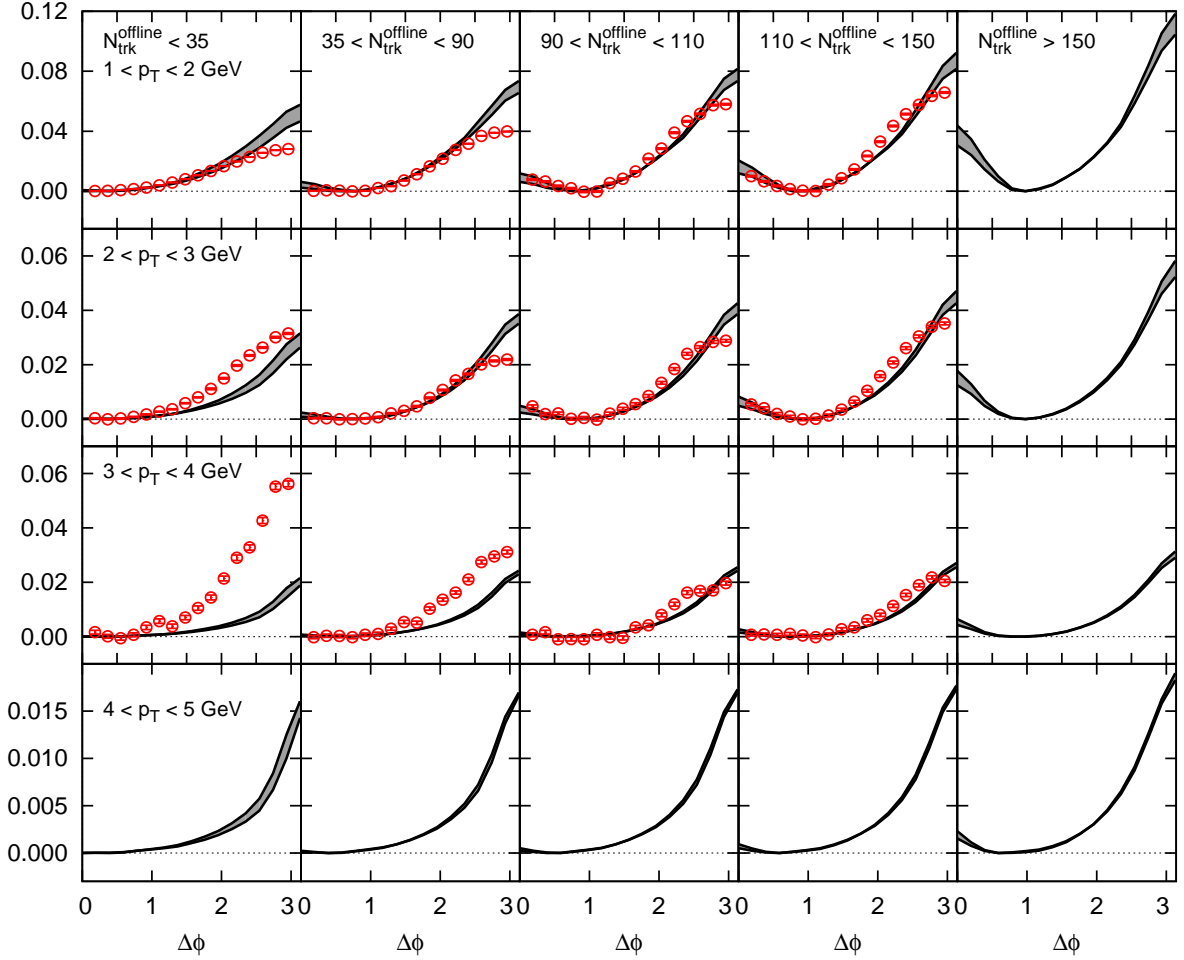 0.12
N_trk^offline < 35
35 < N_trk^offline < 90
90 < N_trk^offline < 110
110 < N_trk^offline < 150
N_trk^offline > 150
1 < p_T < 2 GeV
0.08
0.04
0.00
2 < p_T < 3 GeV
0.06
0.04
0.02
0.00
3 < p_T < 4 GeV
0.06
0.04
0.02
0.00
4 < p_T < 5 GeV
0.015
0.010
0.005
0.000
0 1 2 3 0 1 2 3 0 1 2 3 0 1 2 3 0 1 2 3
Δϕ Δϕ Δϕ Δϕ Δϕ